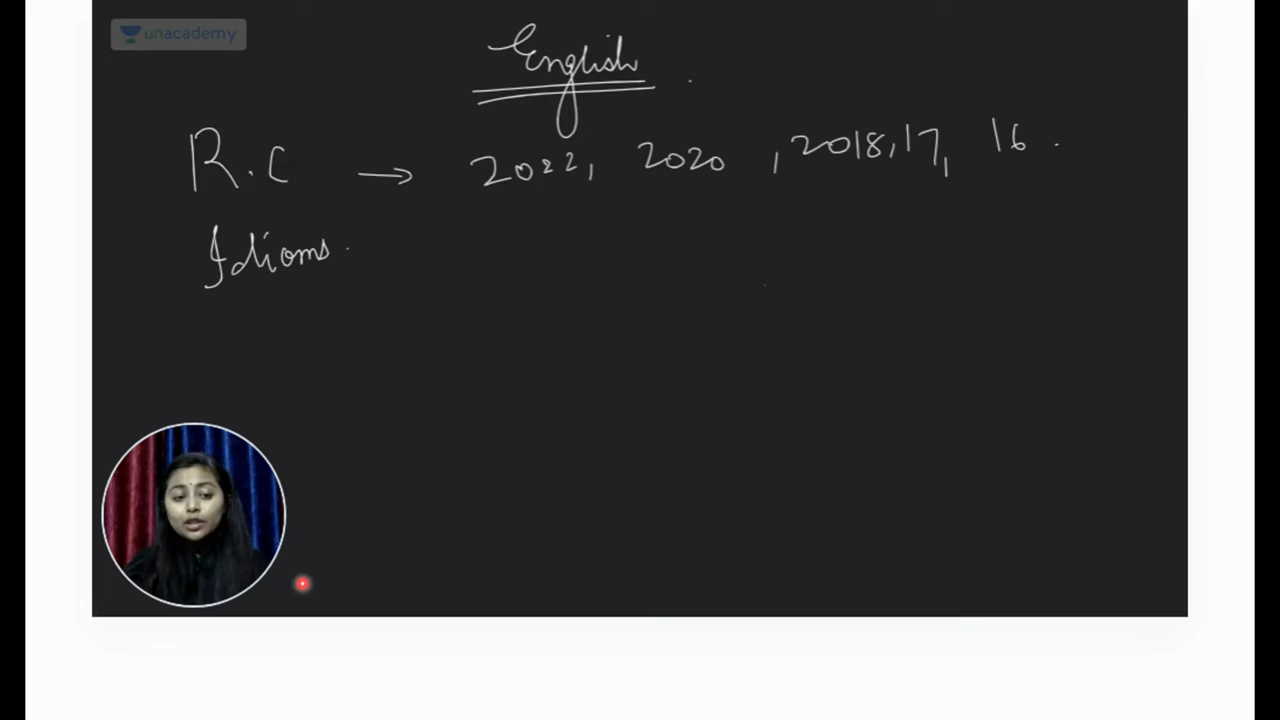 unacademy
English
R.C → 2022, 2020, 2018, 17, 16.
Idioms.